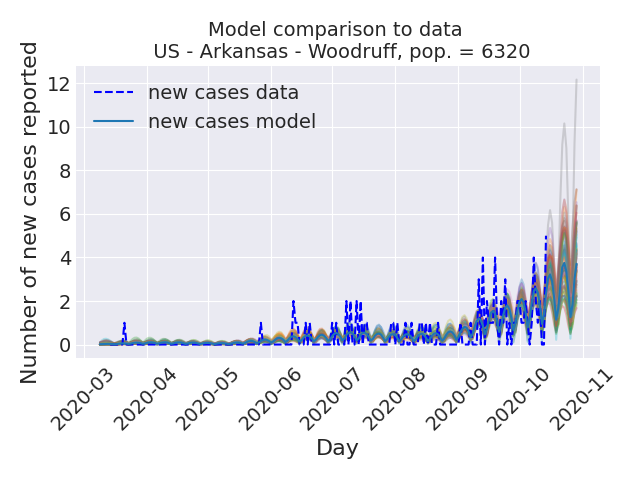 Model comparison to data
US - Arkansas - Woodruff, pop. = 6320
Number of new cases reported
12
10
8
6
4
2
0
new cases data
new cases model
2020-03
2020-04
2020-05
2020-06
2020-07
2020-08
2020-09
2020-10
2020-11
Day